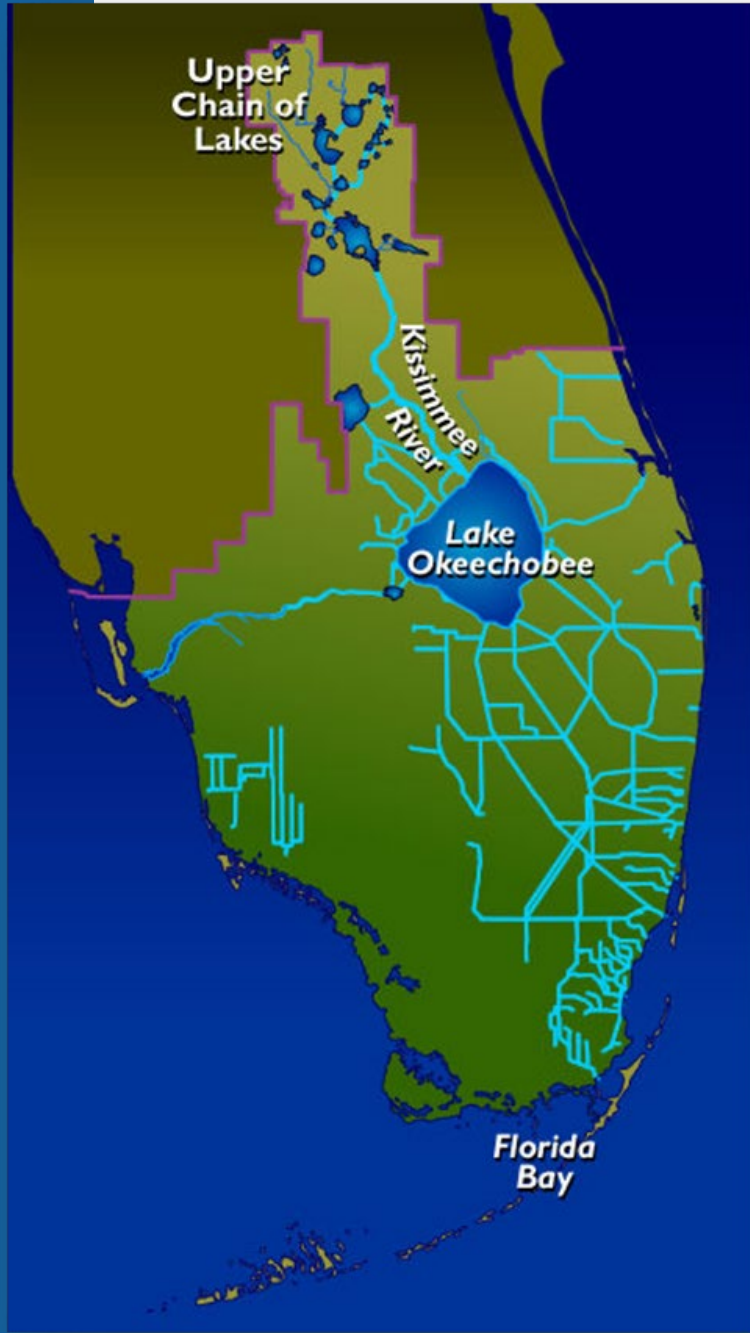 Upper
Chain of
Lakes
Kissimmee
River
Lake
Okeechobee
Florida
Bay